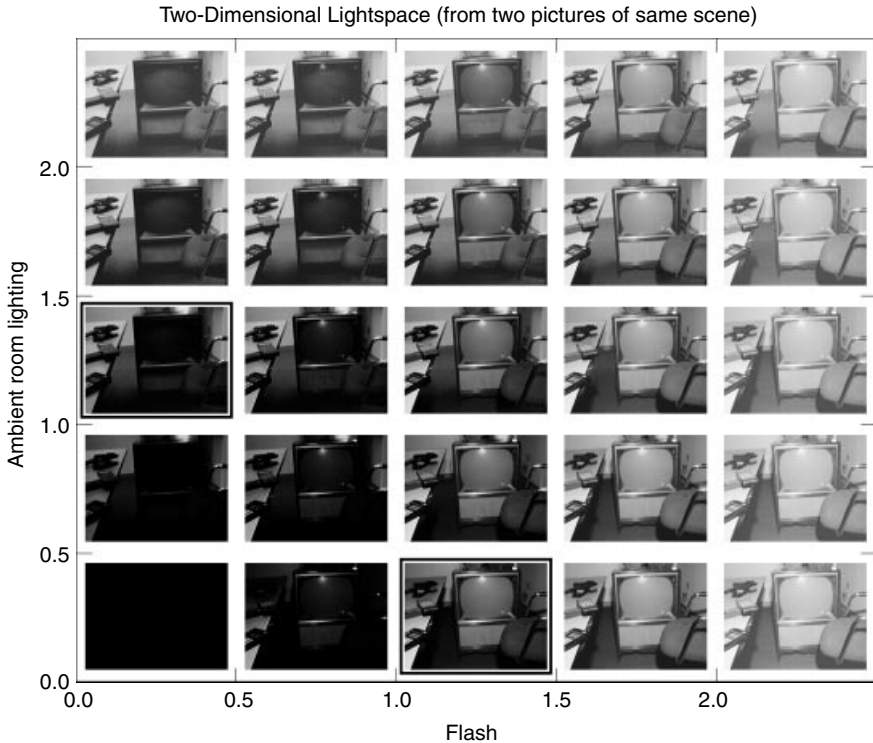 Two-Dimensional Lightspace (from two pictures of same scene)
Ambient room lighting
2.0
1.5
1.0
0.5
0.0
0.0 0.5 1.0 1.5 2.0
Flash